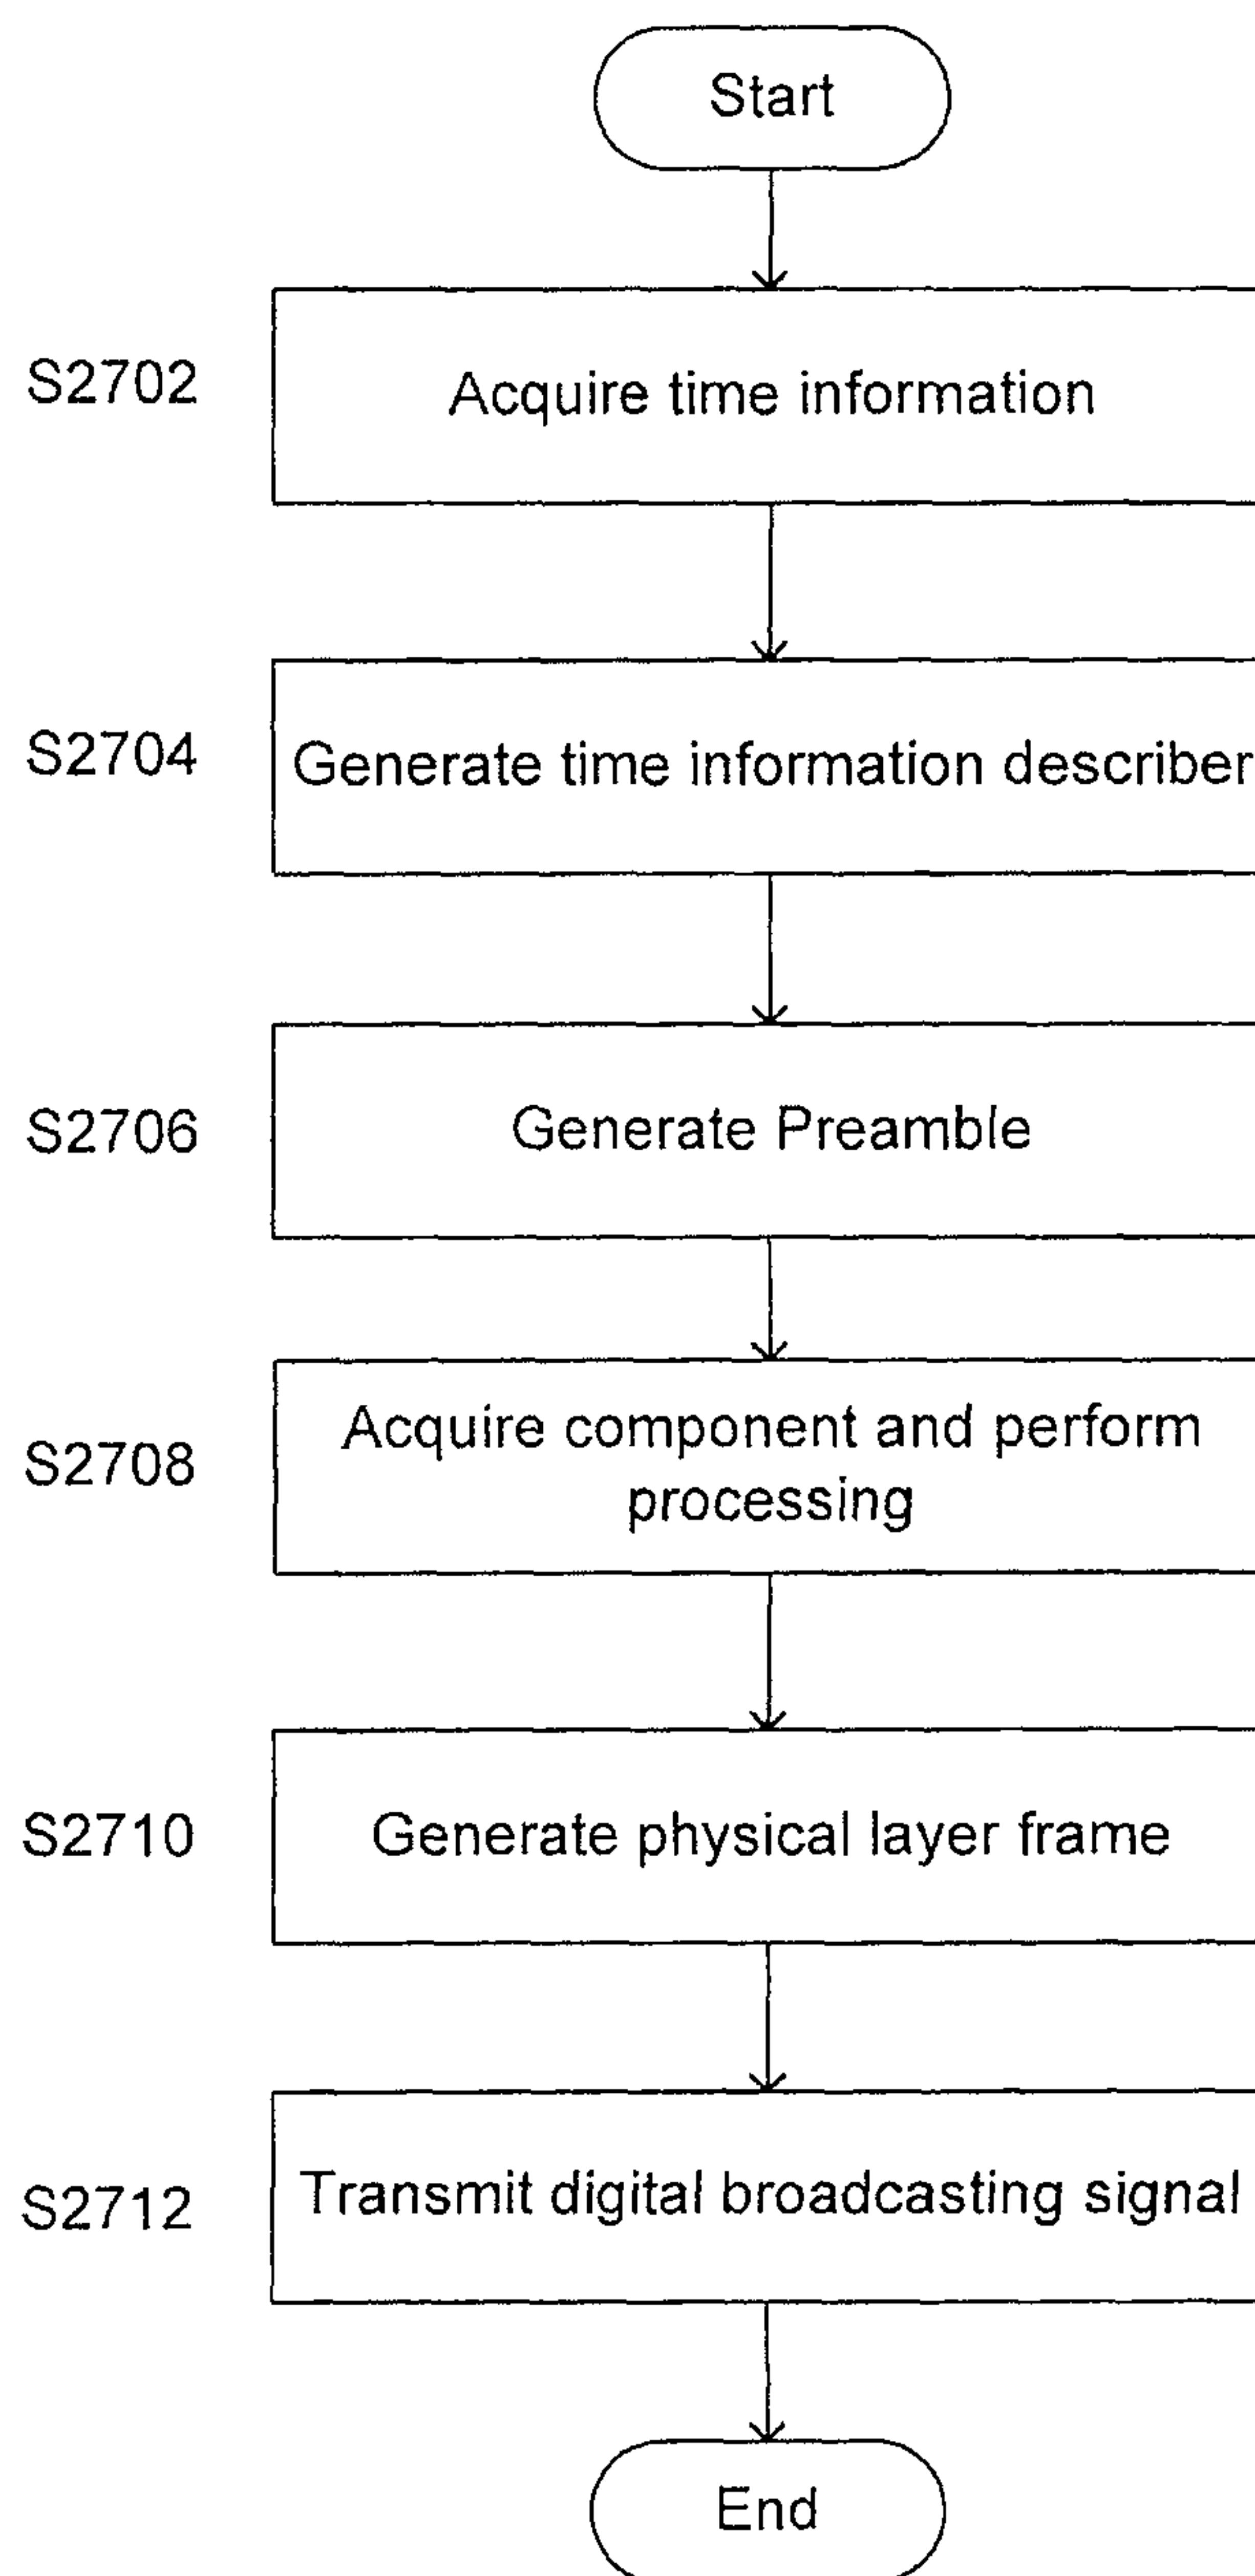 Start
S2702
Acquire time information
S2704
Generate time information describer
S2706
Generate Preamble
S2708
Acquire component and perform
processing
S2710
Generate physical layer frame
S2712
Transmit digital broadcasting signal
End